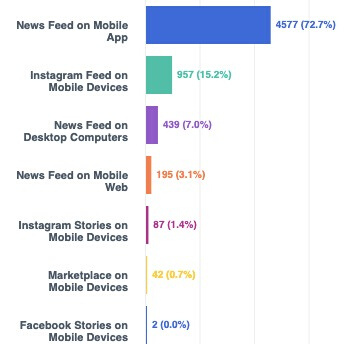 News Feed on Mobile
App
4577 (72.7%)
Instagram Feed on
Mobile Devices
957 (15.2%)
News Feed on
Desktop Computers
439 (7.0%)
News Feed on Mobile
Web
195 (3.1%)
Instagram Stories on
Mobile Devices
87 (1.4%)
Marketplace on
Mobile Devices
42 (0.7%)
Facebook Stories on
Mobile Devices
2 (0.0%)